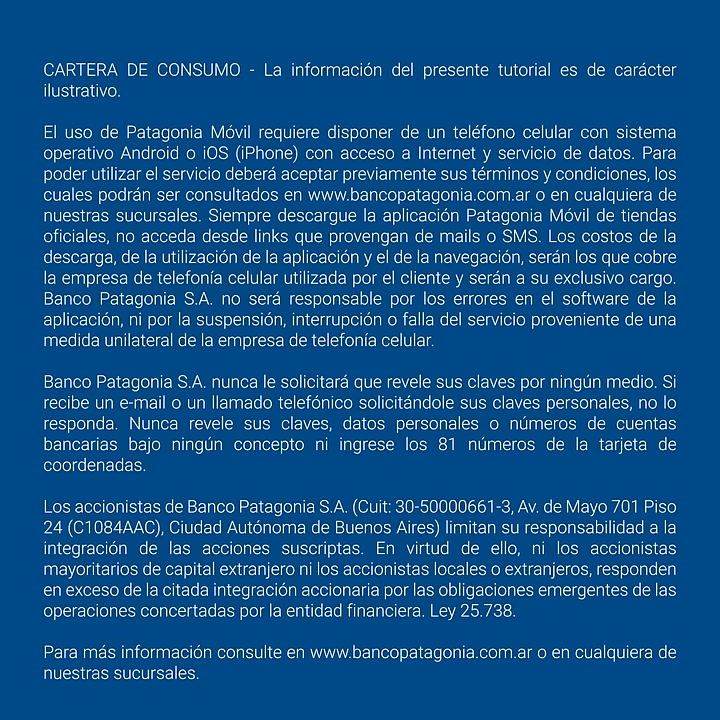 CARTERA DE CONSUMO - La información del presente tutorial es de carácter
ilustrativo.
El uso de Patagonia Móvil requiere disponer de un teléfono celular con sistema
operativo Android o iOS (iPhone) con acceso a Internet y servicio de datos. Para
poder utilizar el servicio deberá aceptar previamente sus términos y condiciones, los
cuales podrán ser consultados en www.bancopatagonia.com.ar o en cualquiera de
nuestras sucursales. Siempre descargue la aplicación Patagonia Móvil de tiendas
oficiales, no acceda desde links que provengan de mails o SMS. Los costos de la
descarga, de la utilización de la aplicación y el de la navegación, serán los que cobre
la empresa de telefonía celular utilizada por el cliente y serán a su exclusivo cargo.
Banco Patagonia S.A. no será responsable por los errores en el software de la
aplicación, ni por la suspensión, interrupción o falla del servicio proveniente de una
medida unilateral de la empresa de telefonía celular.
Banco Patagonia S.A. nunca le solicitará que revele sus claves por ningún medio. Si
recibe un e-mail o un llamado telefónico solicitándole sus claves personales, no lo
responda. Nunca revele sus claves, datos personales o números de cuentas
bancarias bajo ningún concepto ni ingrese los 81 números de la tarjeta de
coordenadas.
Los accionistas de Banco Patagonia S.A. (Cuit: 30-50000661-3, Av. de Mayo 701 Piso
24 (C1084AAC), Ciudad Autónoma de Buenos Aires) limitan su responsabilidad a la
integración de las acciones suscriptas. En virtud de ello, ni los accionistas
mayoritarios de capital extranjero ni los accionistas locales o extranjeros, responden
en exceso de la citada integración accionaria por las obligaciones emergentes de las
operaciones concertadas por la entidad financiera. Ley 25.738.
Para más información consulte en www.bancopatagonia.com.ar o en cualquiera de
nuestras sucursales.